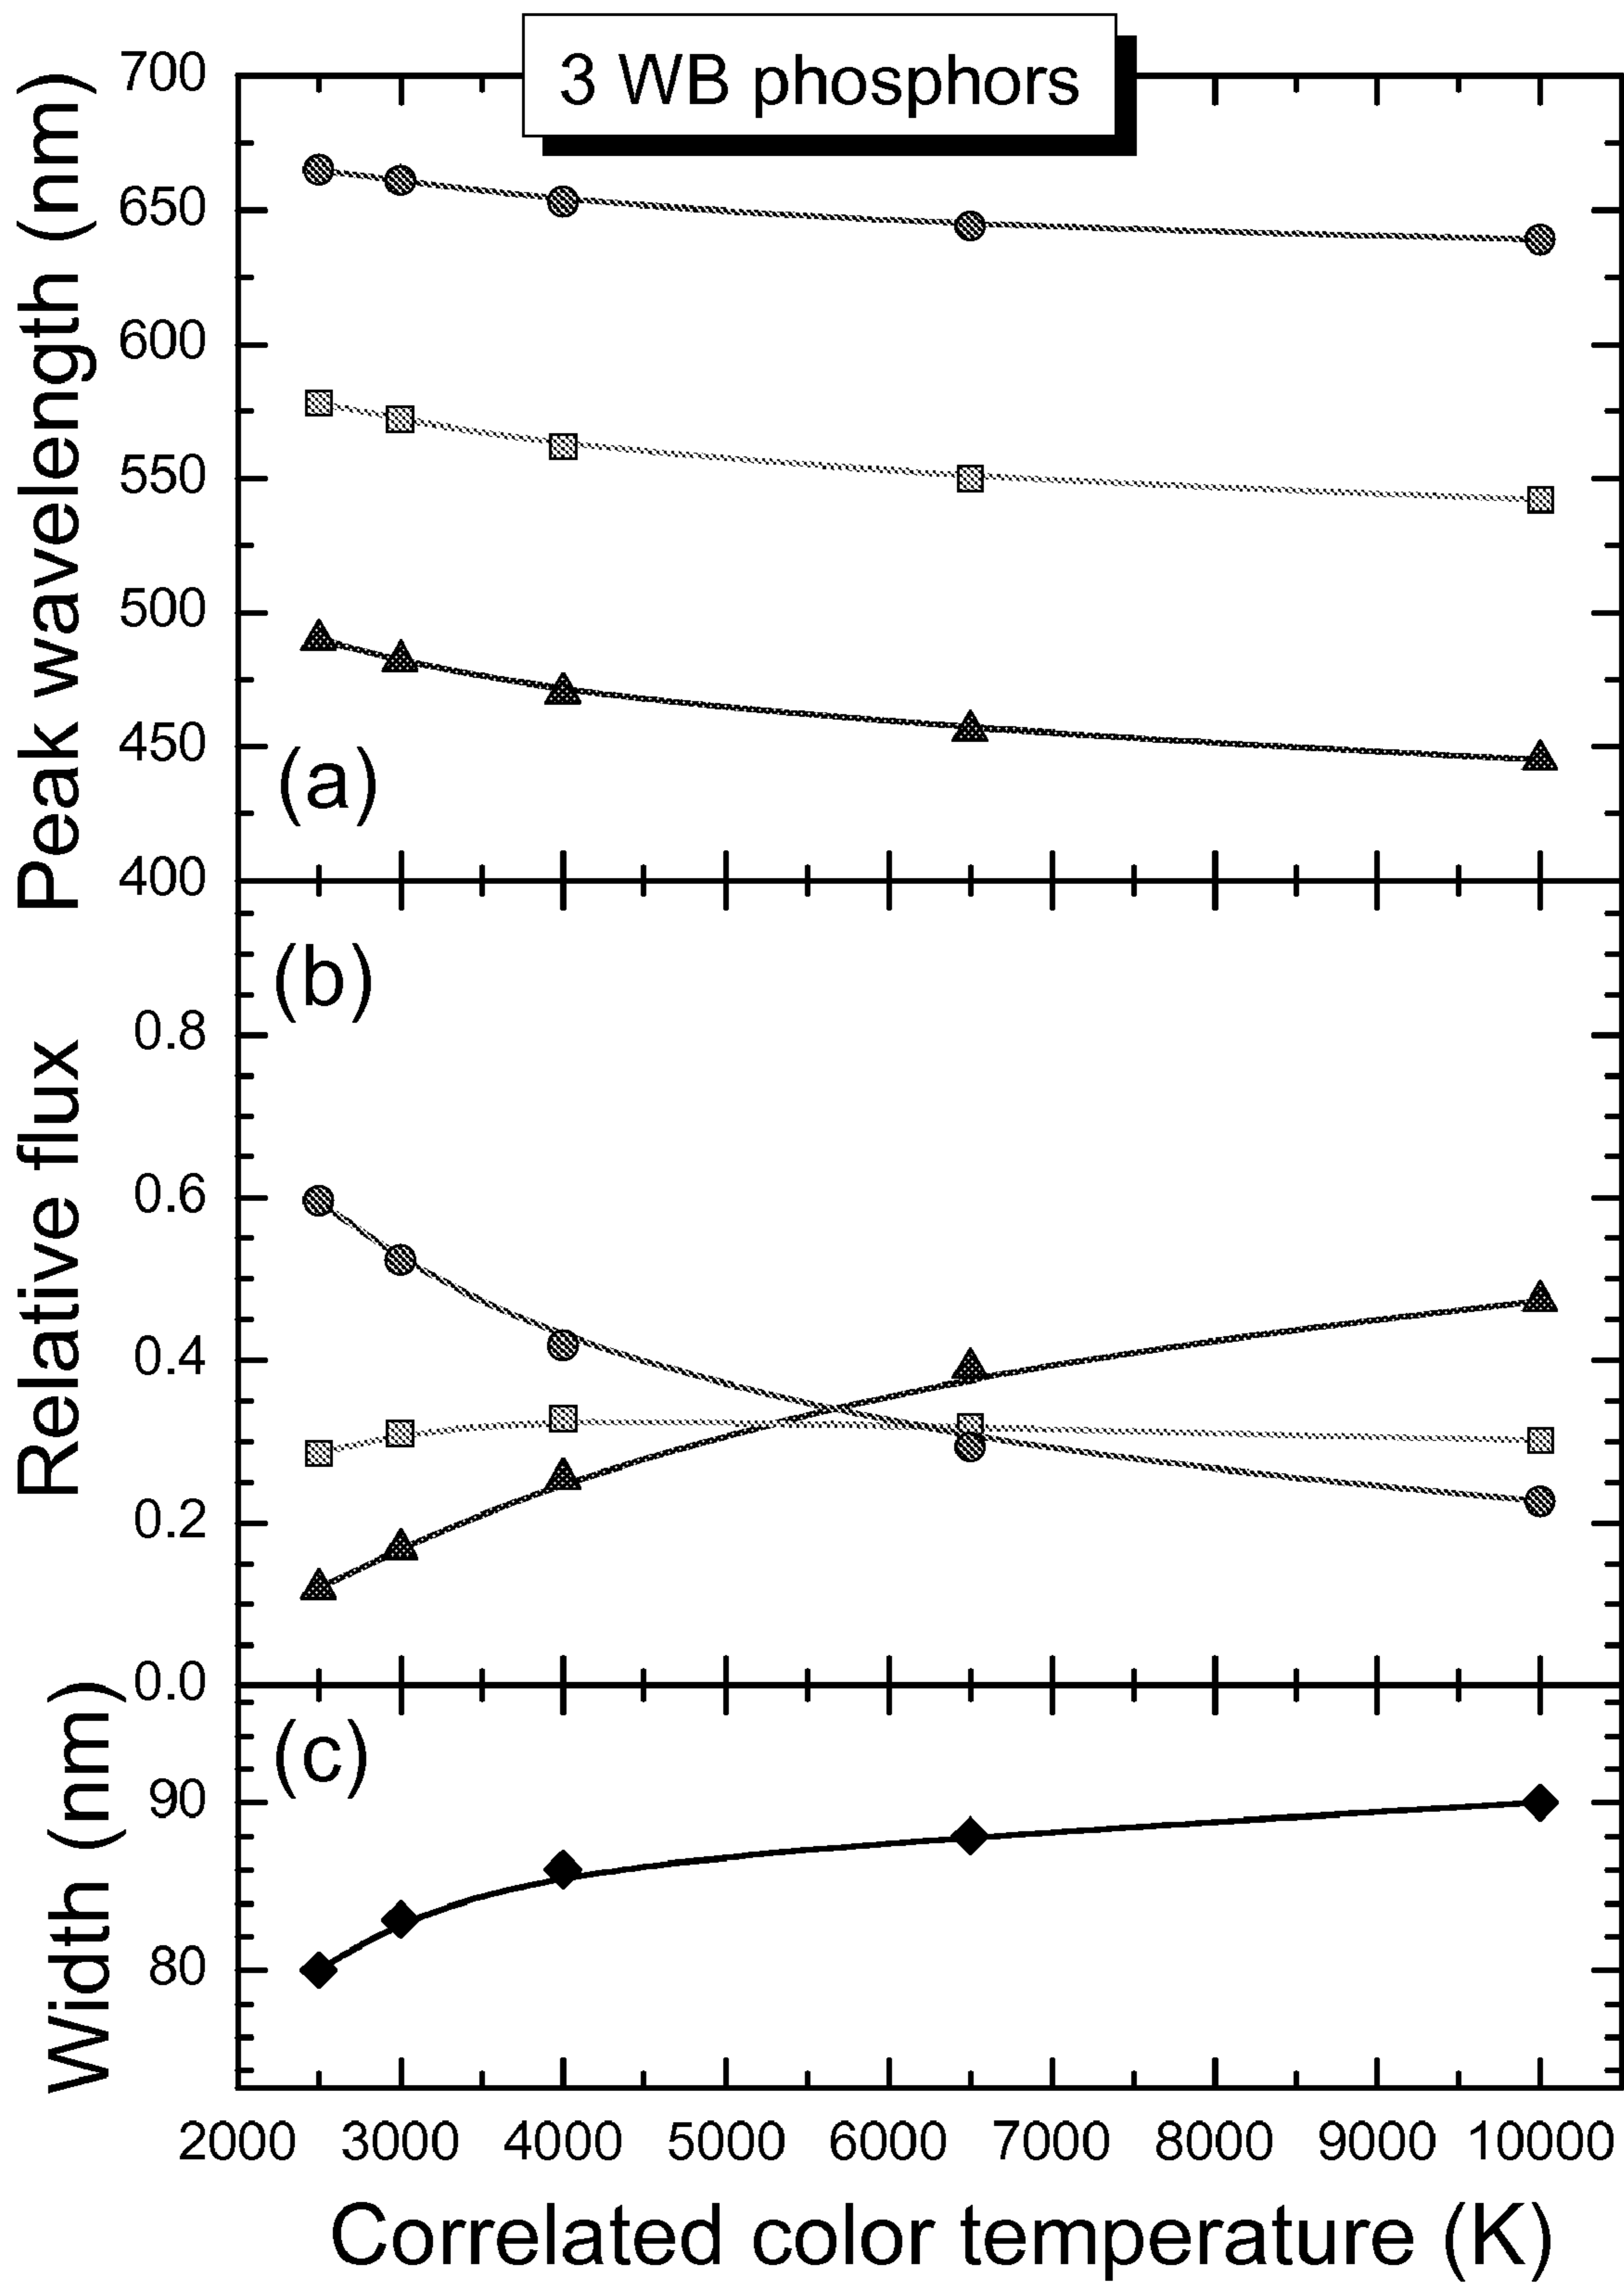 3 WB phosphors
Peak wavelength (nm)
700
650
600
550
500
450
400
(a)
Relative flux
(b)
0.8
0.6
0.4
0.2
0.0
Width (nm)
(c)
90
80
2000 3000 4000 5000 6000 7000 8000 9000 10000
Correlated color temperature (K)